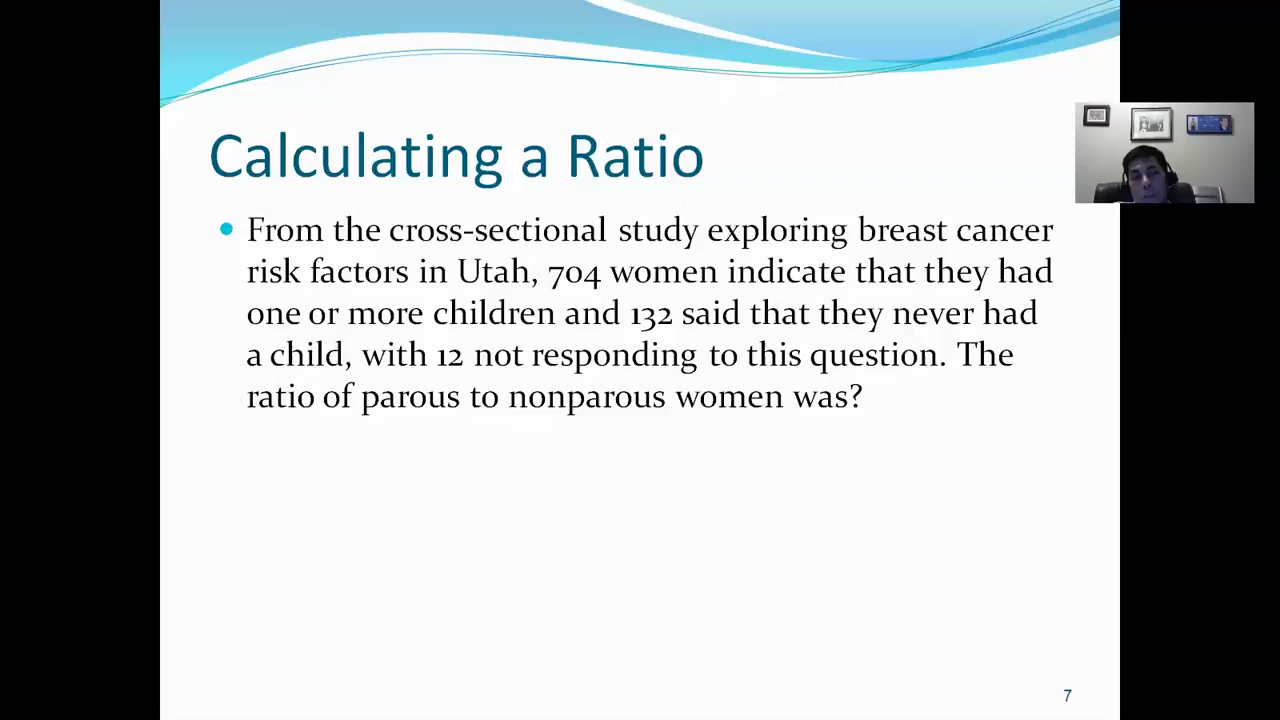 Calculating a Ratio
• From the cross-sectional study exploring breast cancer
risk factors in Utah, 704 women indicate that they had
one or more children and 132 said that they never had
a child, with 12 not responding to this question. The
ratio of parous to nonparous women was?
7